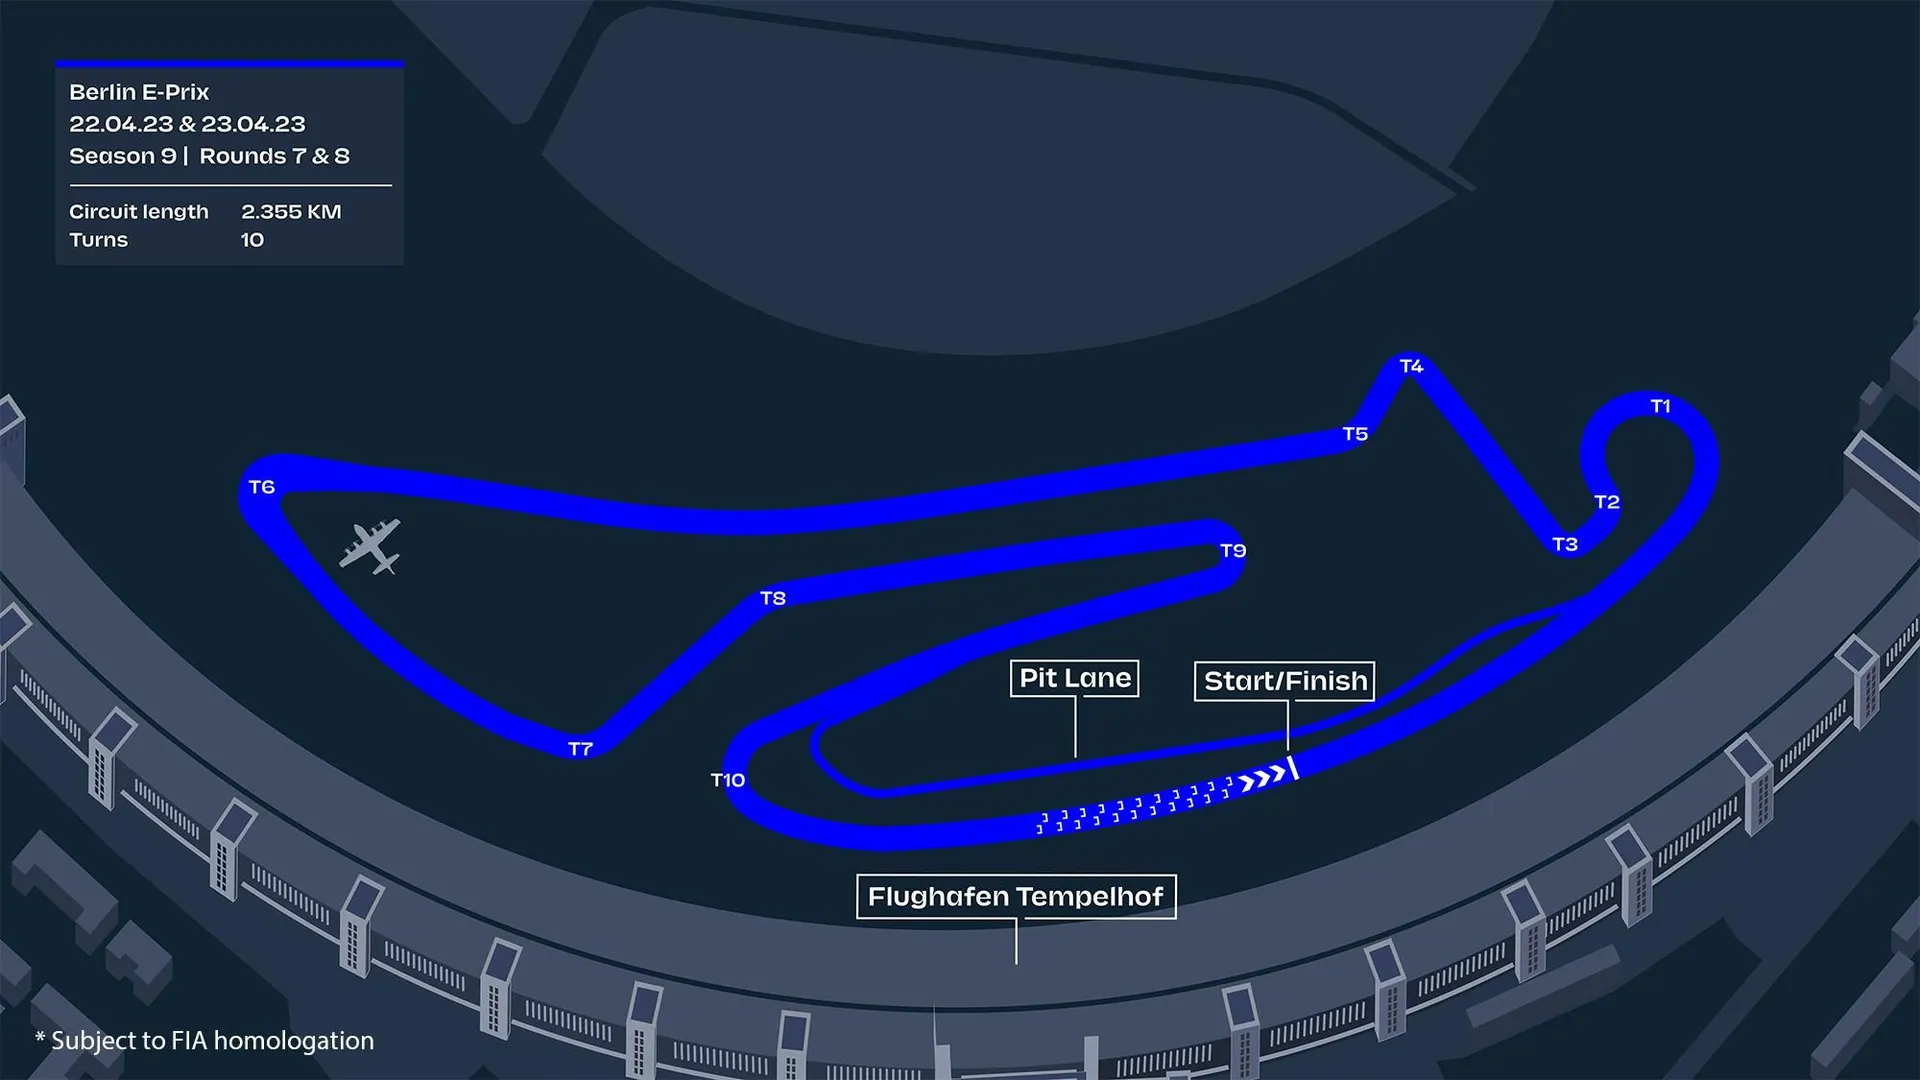 Berlin E-Prix
22.04.23 & 23.04.23
Season 9 | Rounds 7 & 8
Circuit length 2.355 KM
Turns 10
T4
T1
T5
T6
T2
T3
T9
T8
Pit Lane
Start/Finish
T7
T10
Flughafen Tempelhof
* Subject to FIA homologation